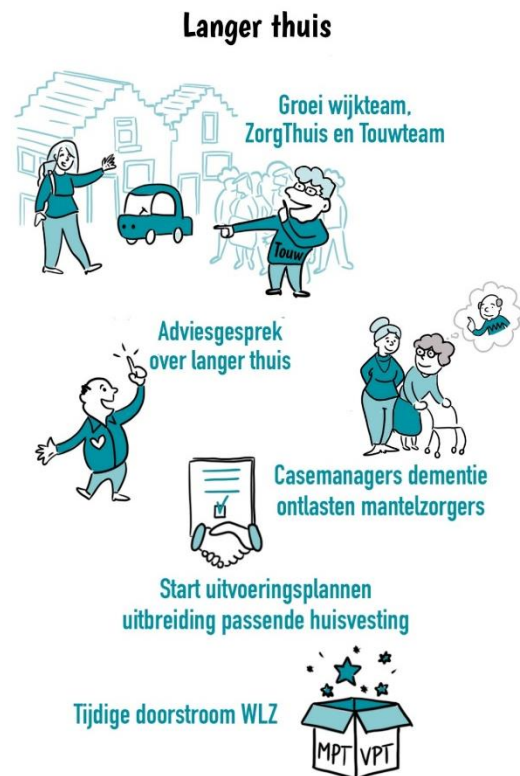 Langer thuis
Groei wijkteam,
ZorgThuis en Touwteam
Touw
Adviesgesprek
over langer thuis
Casemanagers dementie
ontlasten mantelzorgers
Start uitvoeringsplannen
uitbreiding passende huisvesting
Tijdige doorstroom WLZ
MPT VPT